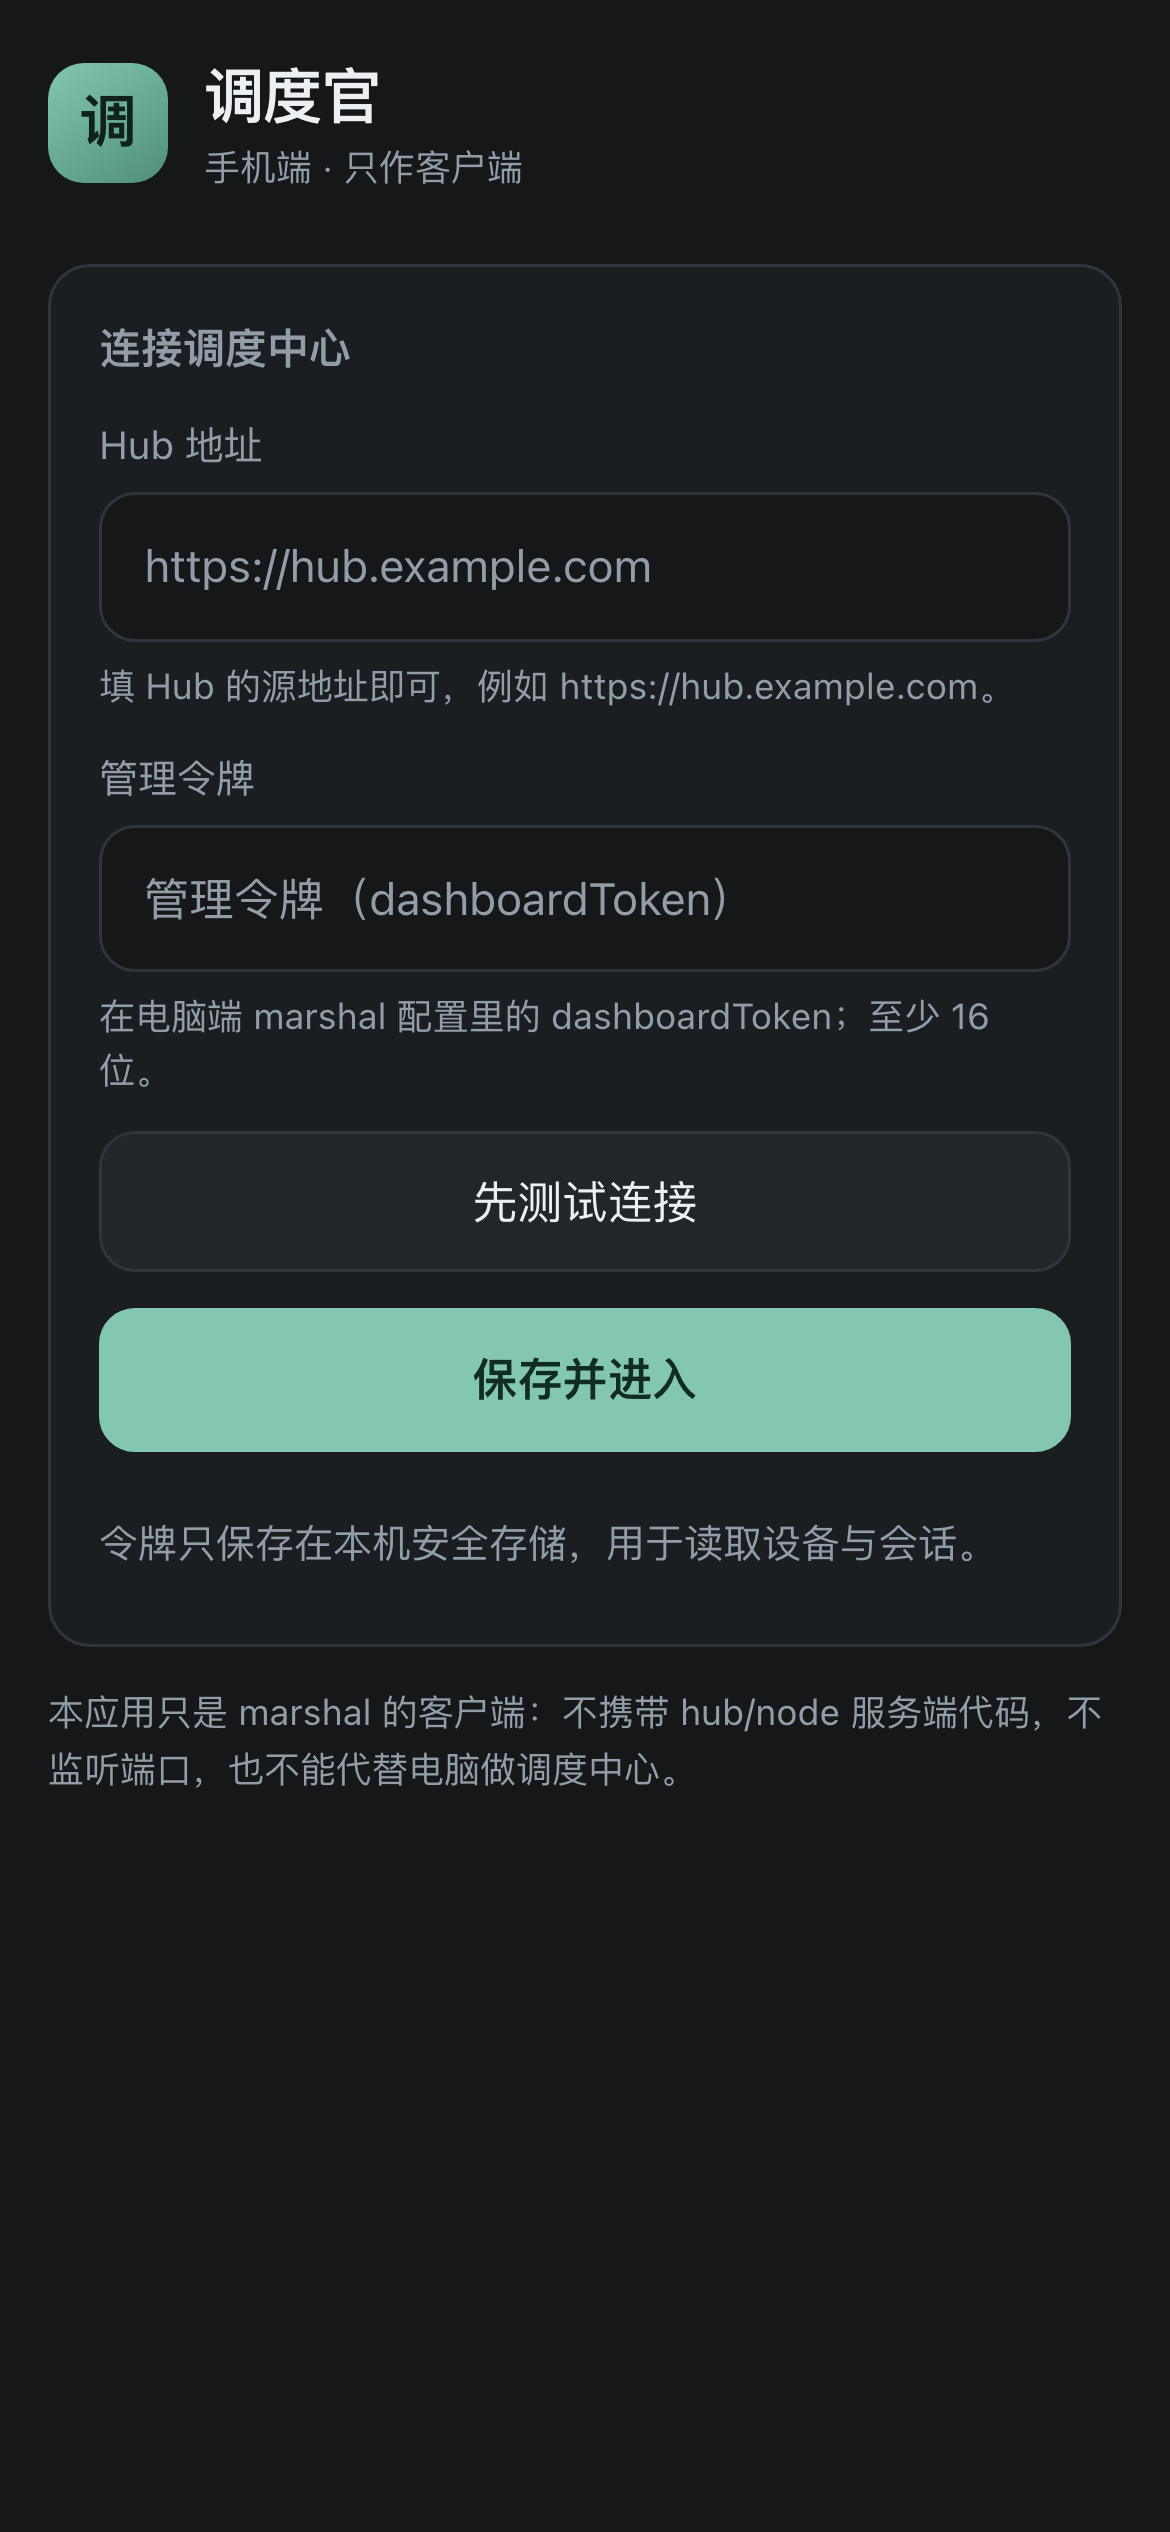 调
调度官
手机端 · 只作客户端
连接调度中心
Hub 地址
https://hub.example.com
填 Hub 的源地址即可，例如 https://hub.example.com。
管理令牌
管理令牌（dashboardToken）
在电脑端 marshal 配置里的 dashboardToken；至少 16
位。
先测试连接
保存并进入
令牌只保存在本机安全存储，用于读取设备与会话。
本应用只是 marshal 的客户端：不携带 hub/node 服务端代码，不
监听端口，也不能代替电脑做调度中心。